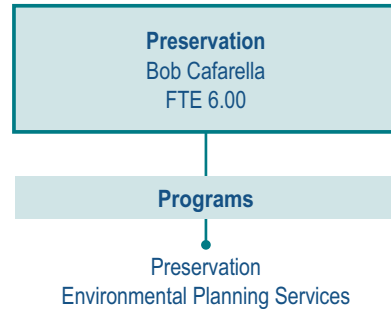 Preservation
Bob Cafarella
FTE 6.00
Programs
Preservation
Environmental Planning Services